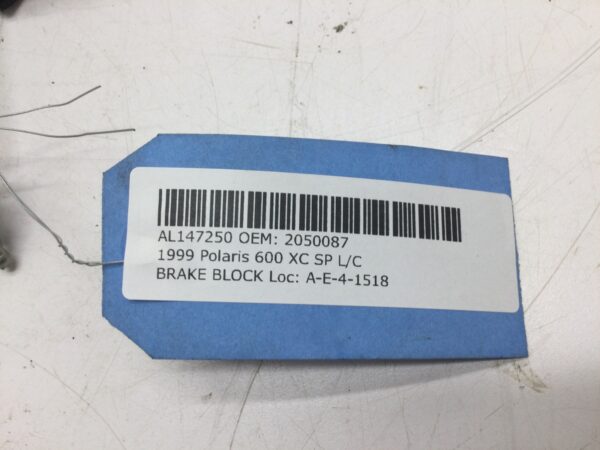 AL147250 OEM: 2050087
1999 Polaris 600 XC SP L/C
BRAKE BLOCK Loc: A-E-4-1518